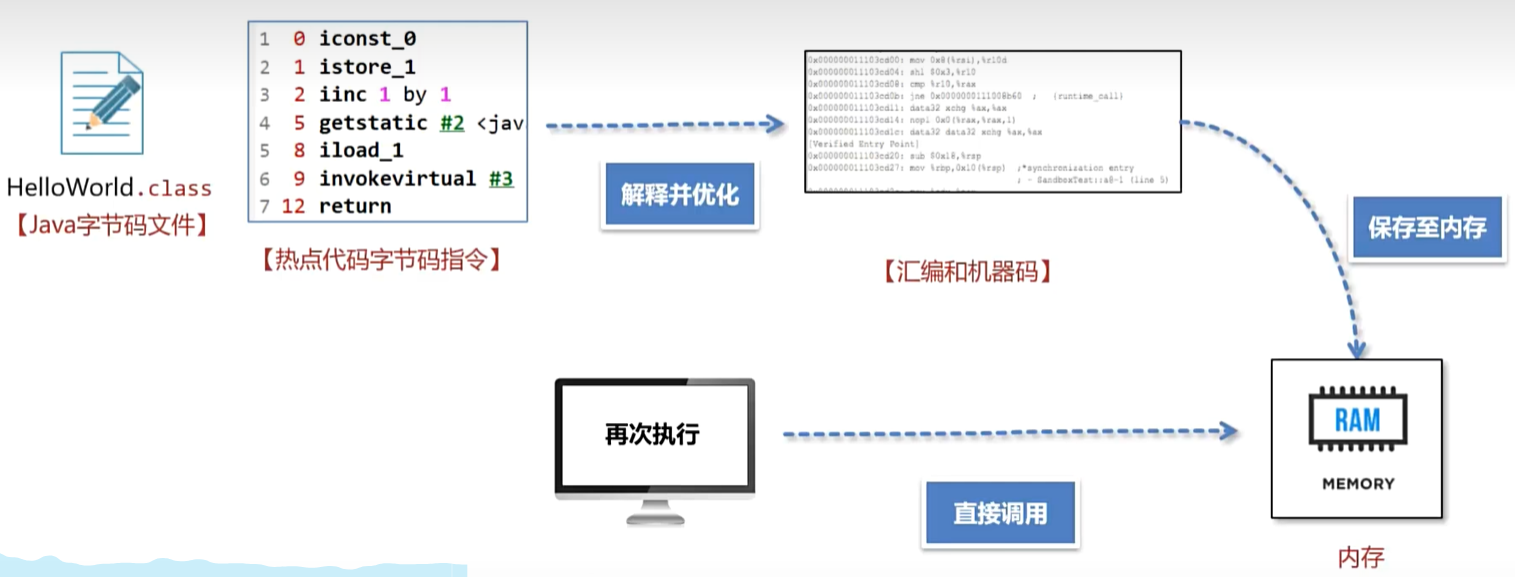 1 0 iconst_0
2 1 istore_1
3 2 iinc 1 by 1
4 5 getstatic #2 <jav
5 8 iload_1
6 9 invokevirtual #3
7 12 return
HelloWorld.class
【Java字节码文件】
【热点代码字节码指令】
解释并优化
0x000000011103cd00: mov 0x8(%rsi),%r10d
0x000000011103cd04: shl $0x3,%r10
0x000000011103cd08: cmp %r10,%rax
0x000000011103cd0b: jne 0x0000000111008b60 ; {runtime_call}
0x000000011103cd11: data32 xchg %ax,%ax
0x000000011103cd14: nopl 0x0(%rax,%rax,1)
0x000000011103cd1c: data32 data32 xchg %ax,%ax
[Verified Entry Point]
0x000000011103cd20: sub $0x18,%rsp
0x000000011103cd27: mov %rbp,0x10(%rsp) ;*synchronization entry
; - SandboxTest::a@-1 (line 5)
【汇编和机器码】
保存至内存
再次执行
直接调用
RAM
MEMORY
内存